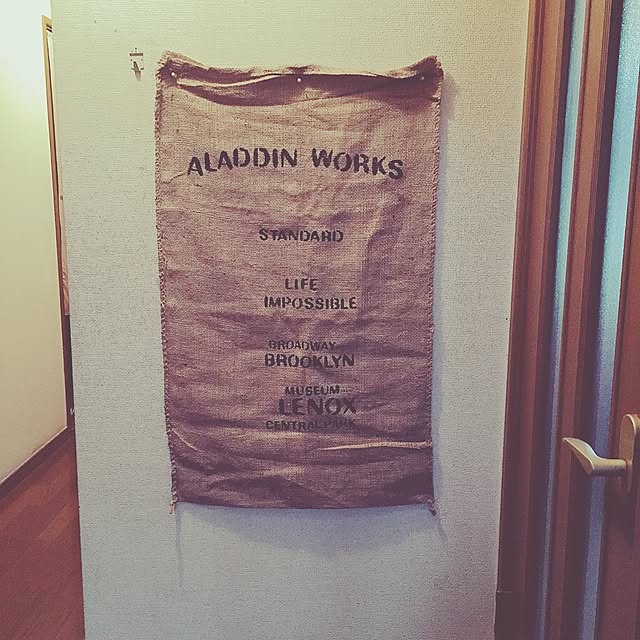 ALADDIN WORKS
STANDARD
LIFE
IMPOSSIBLE
BROADWAY
BROOKLYN
MUSEUM....
LENOX
CENTRAL PARK